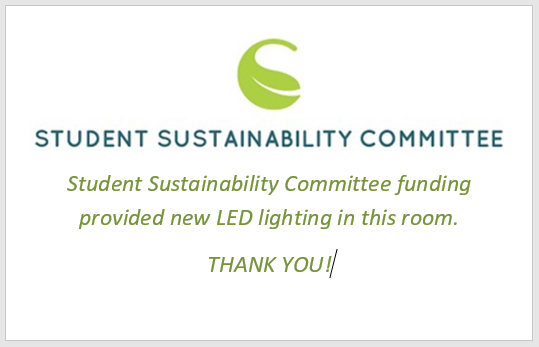 STUDENT SUSTAINABILITY COMMITTEE
Student Sustainability Committee funding
provided new LED lighting in this room.
THANK YOU!